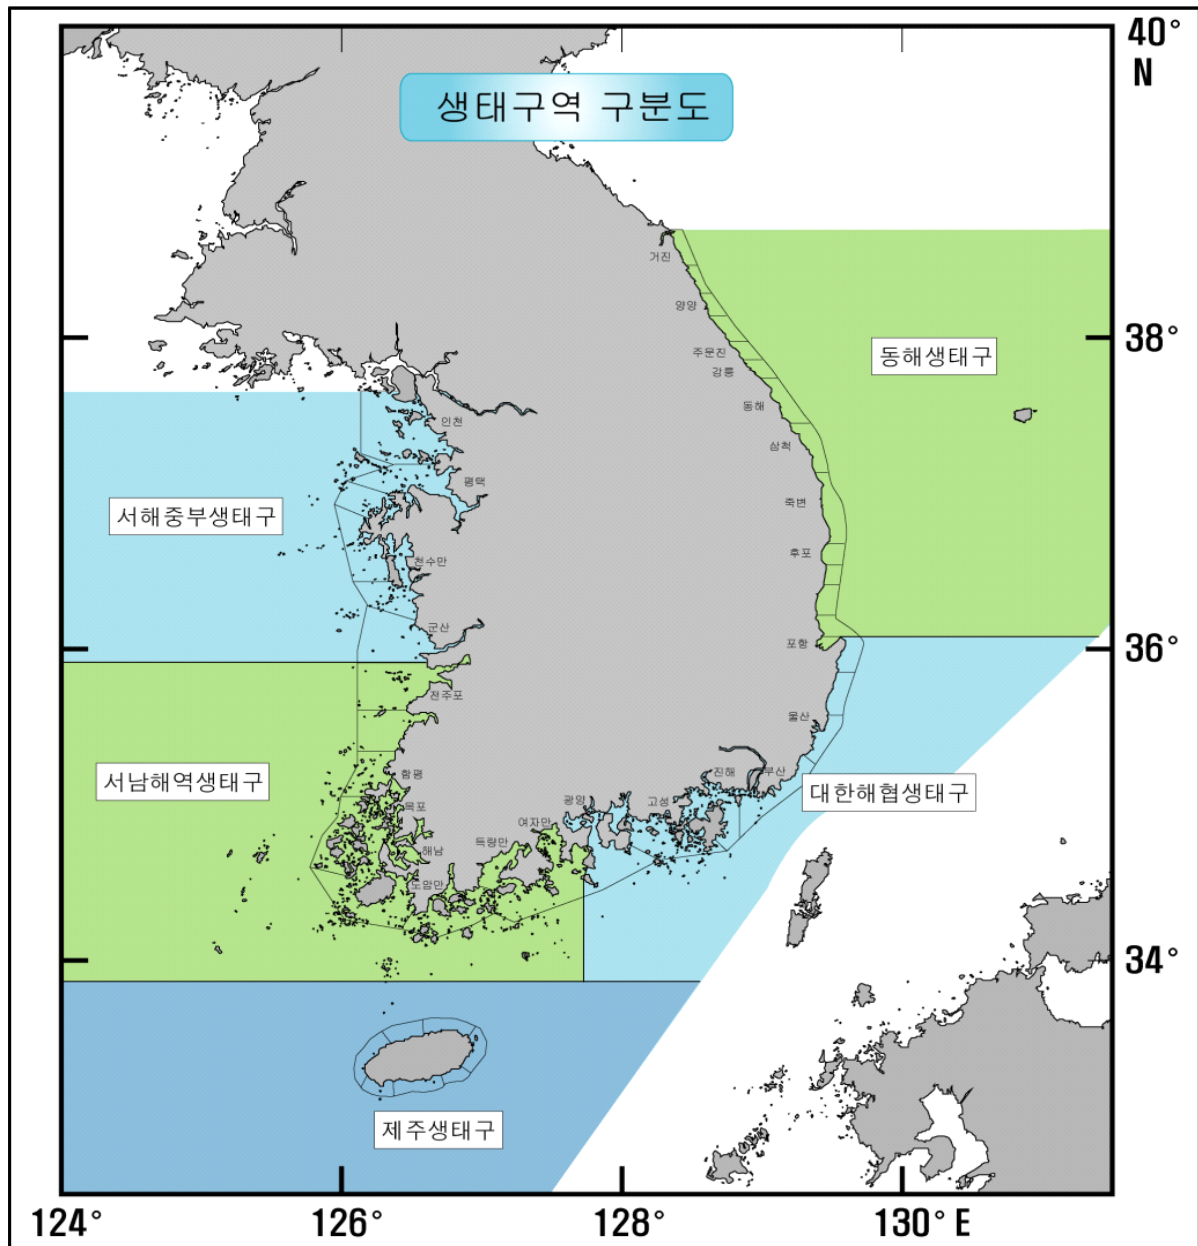 40°
N
생태구역 구분도
거진
양양
38°
주문진
동해생태구
강릉
동해
인천
삼척
평택
죽변
서해중부생태구
후포
천수만
군산
포항
36°
전주포
울산
함평
진해
부산
서남해역생태구
대한해협생태구
목포
광양
고성
여자만
득량만
해남
도암만
34°
제주생태구
124°
126°
128°
130° E